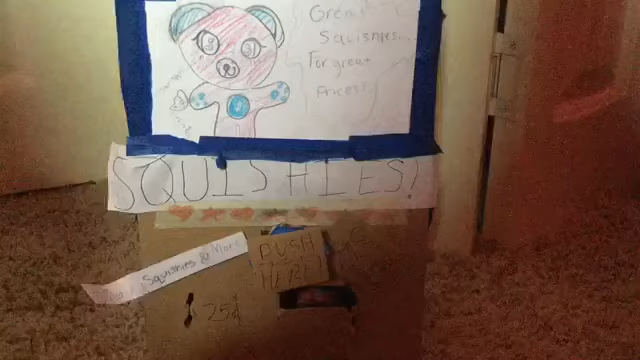 Great
Squishies...
For great
Prices!
SQUISHIES!
Squishies & More
PUSH
HERE!
25¢